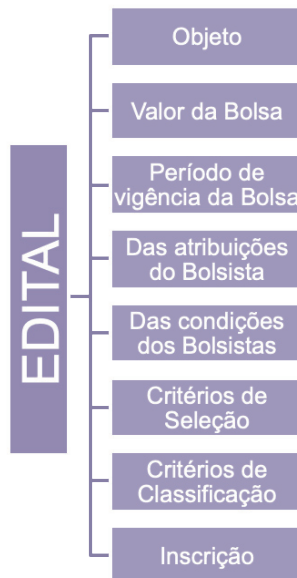 EDITAL
Objeto
Valor da Bolsa
Período de
vigência da Bolsa
Das atribuições
do Bolsista
Das condições
dos Bolsistas
Critérios de
Seleção
Critérios de
Classificação
Inscrição